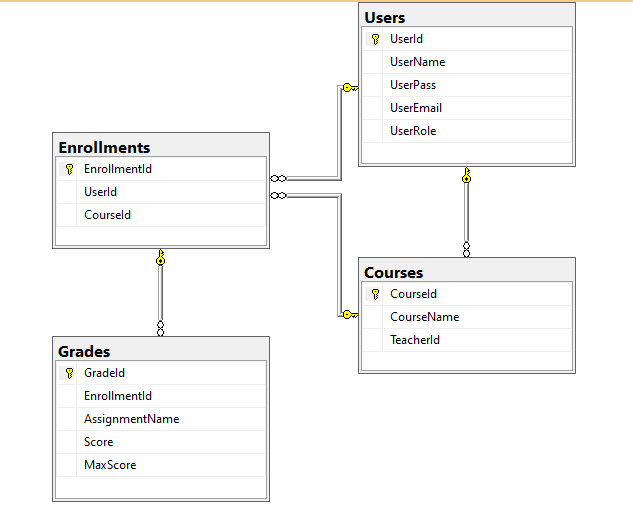 Users
UserId
UserName
UserPass
UserEmail
UserRole
Enrollments
EnrollmentId
UserId
CourseId
Courses
CourseId
CourseName
TeacherId
Grades
GradeId
EnrollmentId
AssignmentName
Score
MaxScore